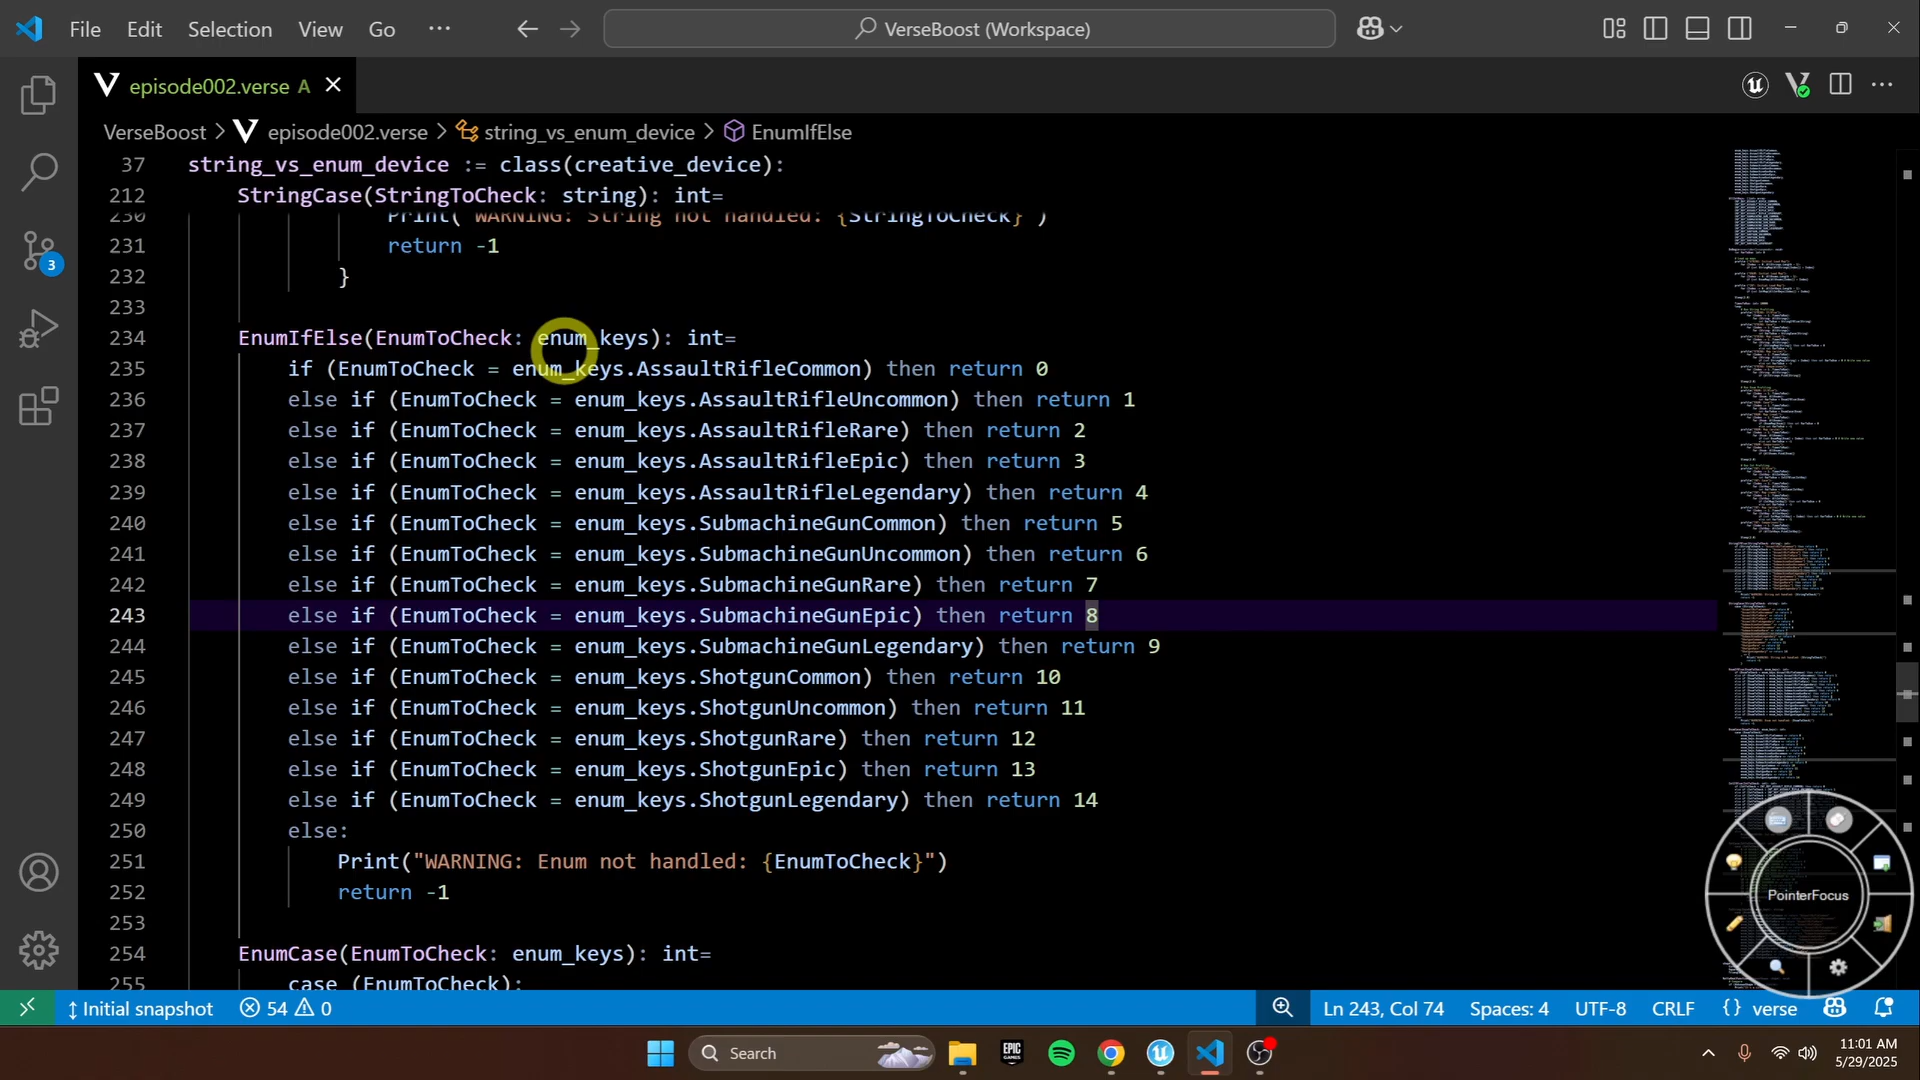 File Edit Selection View Go ··· VerseBoost (Workspace)
episode002.verse A
VerseBoost > episode002.verse > string_vs_enum_device > EnumIfElse
37 string_vs_enum_device := class(creative_device):
212 StringCase(StringToCheck: string): int=
230 Print("WARNING: String not handled: {StringToCheck}")
231 return -1
232 }
233
234 EnumIfElse(EnumToCheck: enum_keys): int=
235 if (EnumToCheck = enum_keys.AssaultRifleCommon) then return 0
236 else if (EnumToCheck = enum_keys.AssaultRifleUncommon) then return 1
237 else if (EnumToCheck = enum_keys.AssaultRifleRare) then return 2
238 else if (EnumToCheck = enum_keys.AssaultRifleEpic) then return 3
239 else if (EnumToCheck = enum_keys.AssaultRifleLegendary) then return 4
240 else if (EnumToCheck = enum_keys.SubmachineGunCommon) then return 5
241 else if (EnumToCheck = enum_keys.SubmachineGunUncommon) then return 6
242 else if (EnumToCheck = enum_keys.SubmachineGunRare) then return 7
243 else if (EnumToCheck = enum_keys.SubmachineGunEpic) then return 8
244 else if (EnumToCheck = enum_keys.SubmachineGunLegendary) then return 9
245 else if (EnumToCheck = enum_keys.ShotgunCommon) then return 10
246 else if (EnumToCheck = enum_keys.ShotgunUncommon) then return 11
247 else if (EnumToCheck = enum_keys.ShotgunRare) then return 12
248 else if (EnumToCheck = enum_keys.ShotgunEpic) then return 13
249 else if (EnumToCheck = enum_keys.ShotgunLegendary) then return 14
250 else:
251 Print("WARNING: Enum not handled: {EnumToCheck}")
252 return -1
253
254 EnumCase(EnumToCheck: enum_keys): int=
255 case (EnumToCheck):
3
PointerFocus
Initial snapshot 54 0 Ln 243, Col 74 Spaces: 4 UTF-8 CRLF {} verse
Search
EPIC GAMES
11:01 AM
5/29/2025